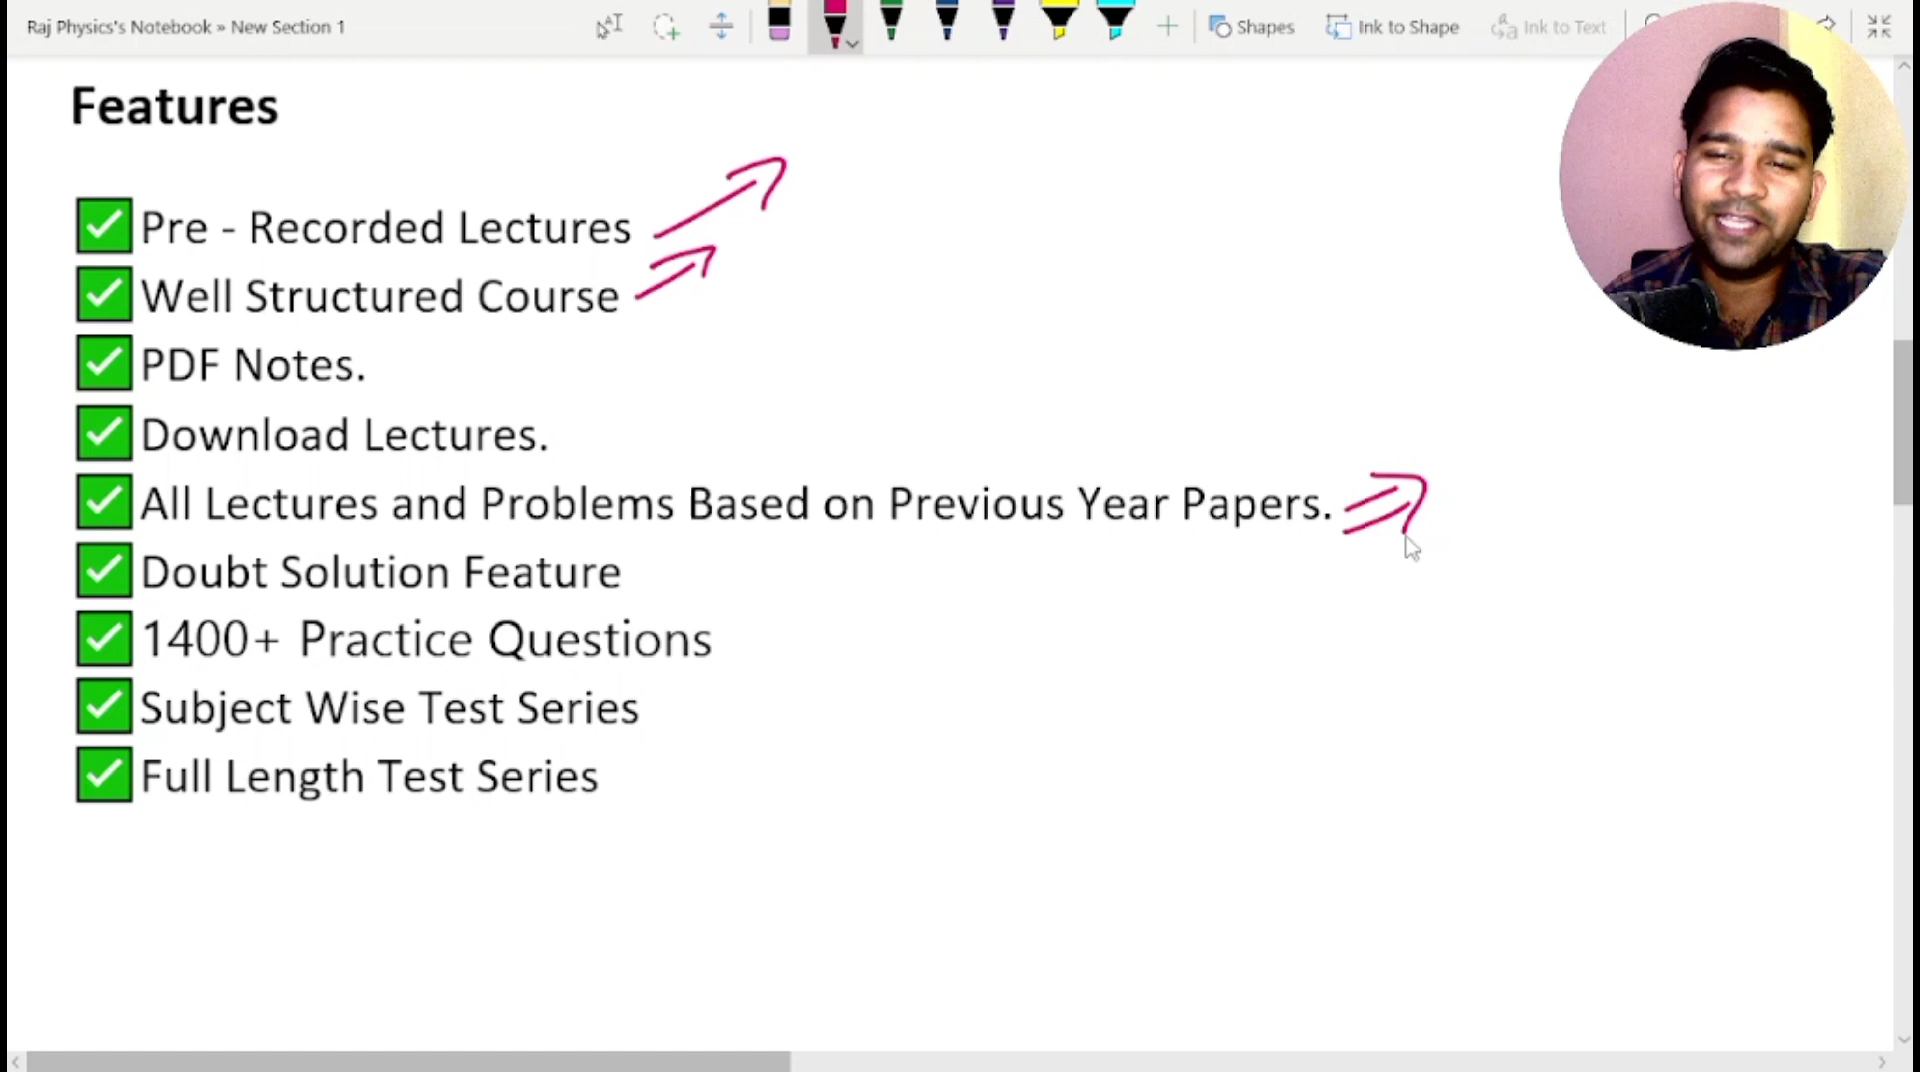 Raj Physics's Notebook » New Section 1
Shapes
Ink to Shape
Ink to Text
Features
Pre - Recorded Lectures
Well Structured Course
PDF Notes.
Download Lectures.
All Lectures and Problems Based on Previous Year Papers.
Doubt Solution Feature
1400+ Practice Questions
Subject Wise Test Series
Full Length Test Series